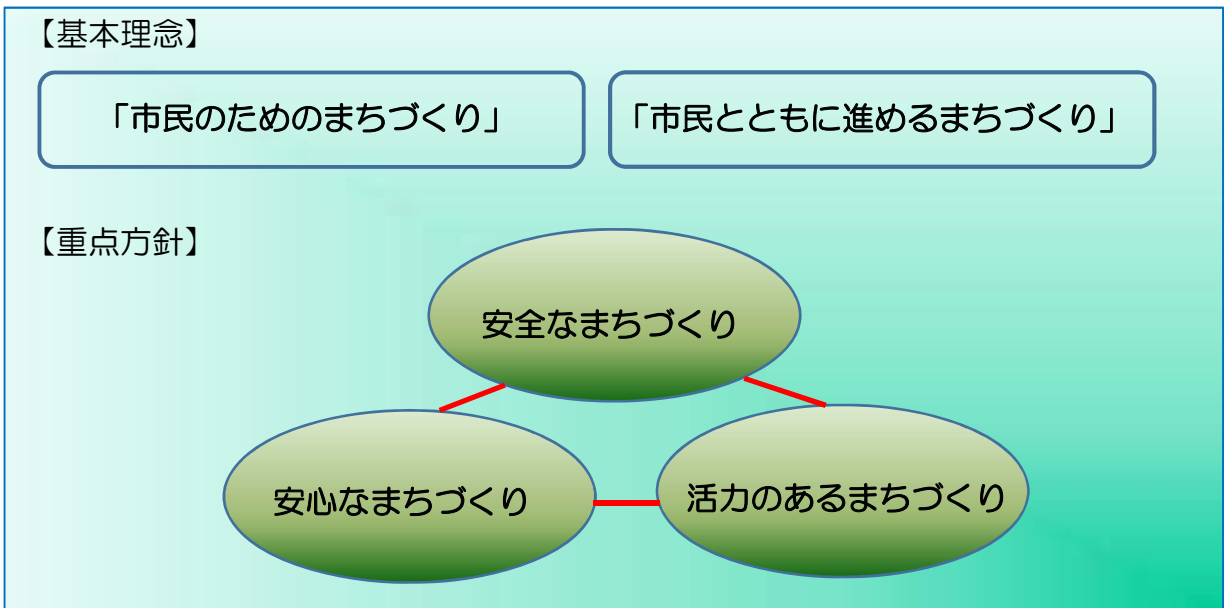 【基本理念】
「市民のためのまちづくり」
「市民とともに進めるまちづくり」
【重点方針】
安全なまちづくり
安心なまちづくり
活力のあるまちづくり